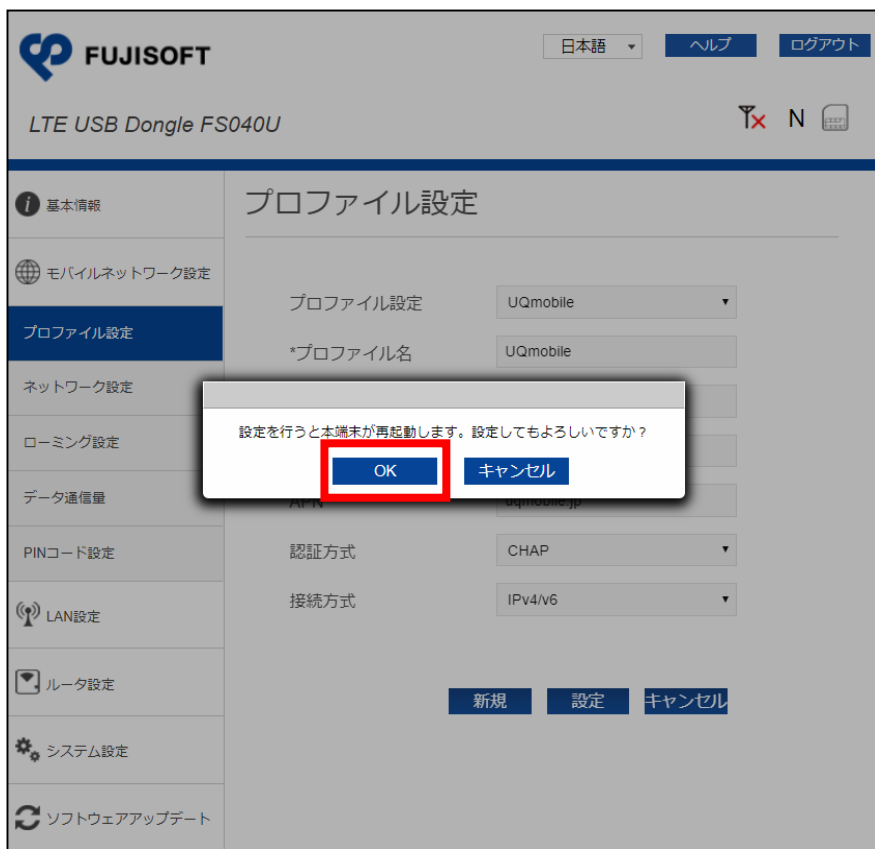 FUJISOFT
日本語
ヘルプ
ログアウト
LTE USB Dongle FS040U
N
基本情報
プロファイル設定
モバイルネットワーク設定
プロファイル設定
UQmobile
プロファイル設定
*プロファイル名
UQmobile
ネットワーク設定
設定を行うと本端末が再起動します。設定してもよろしいですか？
ローミング設定
OK
キャンセル
データ通信量
APN
uqmobile.jp
PINコード設定
認証方式
CHAP
接続方式
IPv4/v6
LAN設定
ルータ設定
新規
設定
キャンセル
システム設定
ソフトウェアアップデート